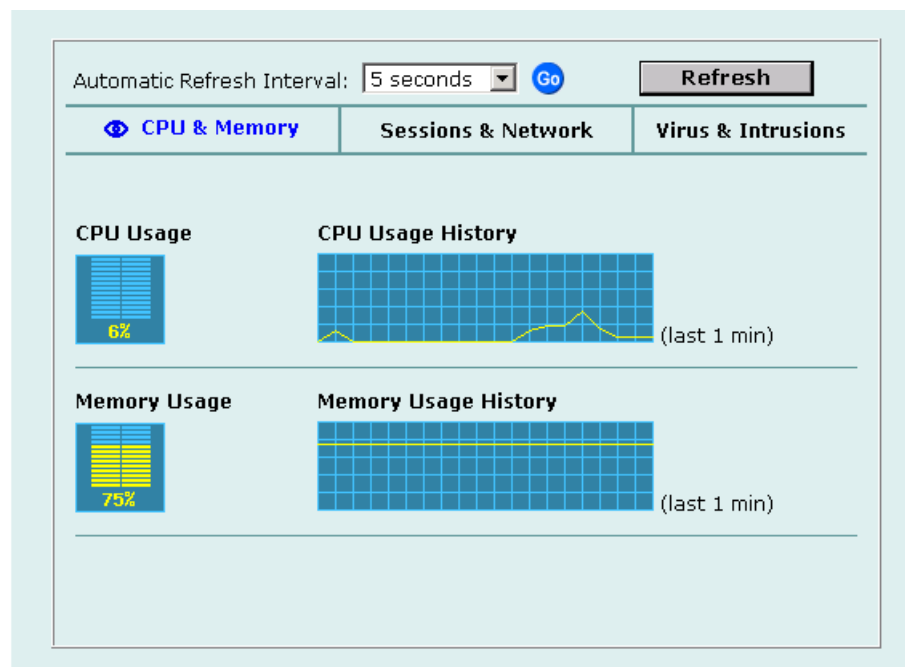 Automatic Refresh Interval: 5 seconds Go Refresh
CPU & Memory Sessions & Network Virus & Intrusions
CPU Usage CPU Usage History
6% (last 1 min)
Memory Usage Memory Usage History
75% (last 1 min)